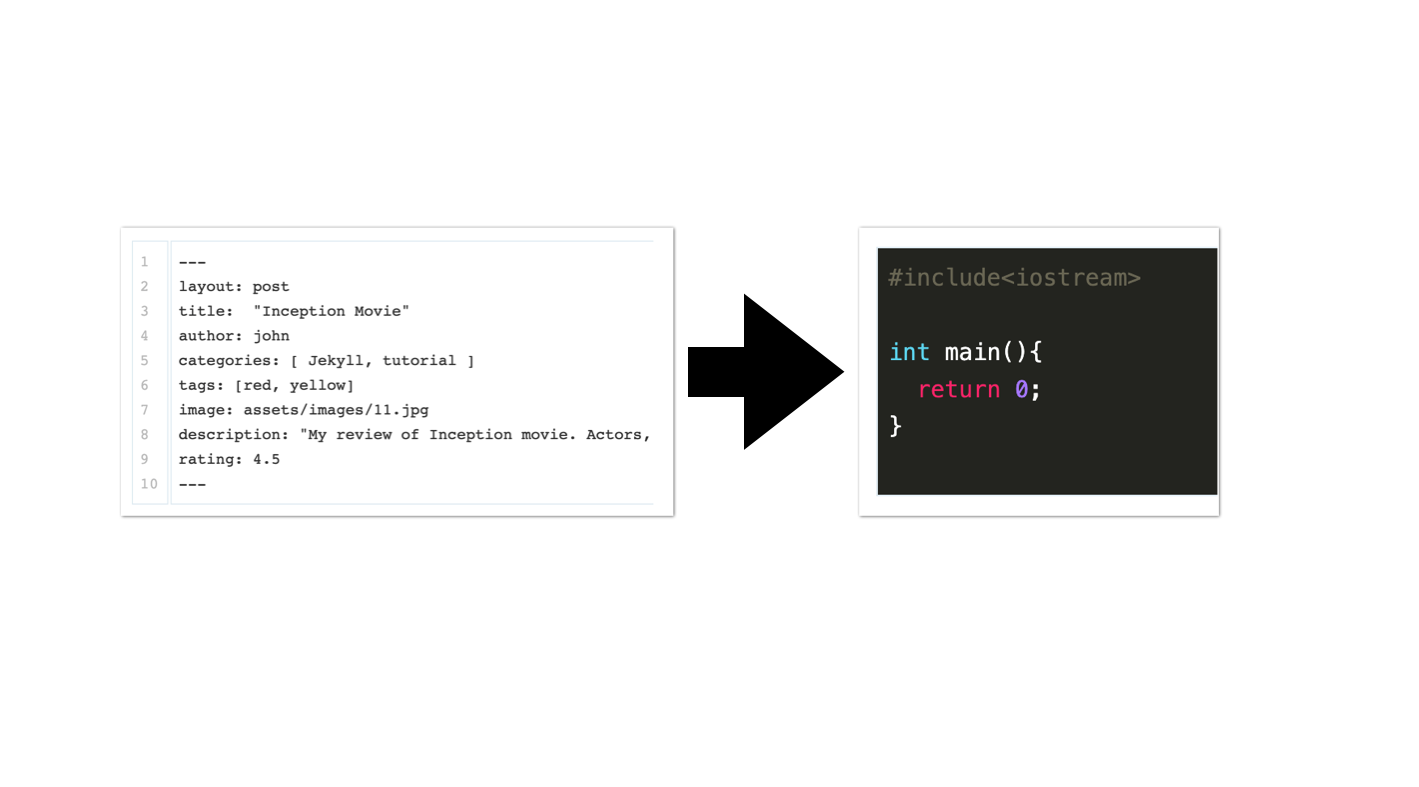 1 ---
2 layout: post
3 title:  "Inception Movie"
4 author: john
5 categories: [ Jekyll, tutorial ]
6 tags: [red, yellow]
7 image: assets/images/11.jpg
8 description: "My review of Inception movie. Actors,
9 rating: 4.5
10 ---
#include<iostream>
int main(){
  return 0;
}